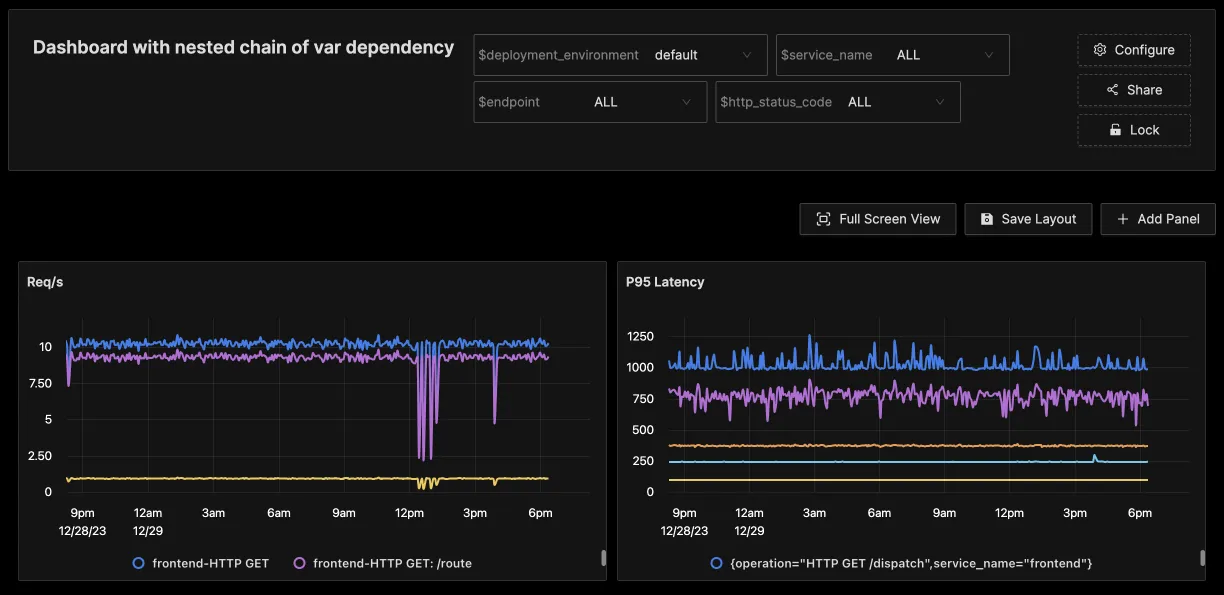 Dashboard with nested chain of var dependency
$deployment_environment default
$service_name ALL
$endpoint ALL
$http_status_code ALL
Configure
Share
Lock
Full Screen View
Save Layout
Add Panel
Req/s
10
7.50
5
2.50
0
9pm 12am 3am 6am 9am 12pm 3pm 6pm
12/28/23 12/29
frontend-HTTP GET frontend-HTTP GET: /route
P95 Latency
1250
1000
750
500
250
0
9pm 12am 3am 6am 9am 12pm 3pm 6pm
12/28/23 12/29
{operation="HTTP GET /dispatch",service_name="frontend"}